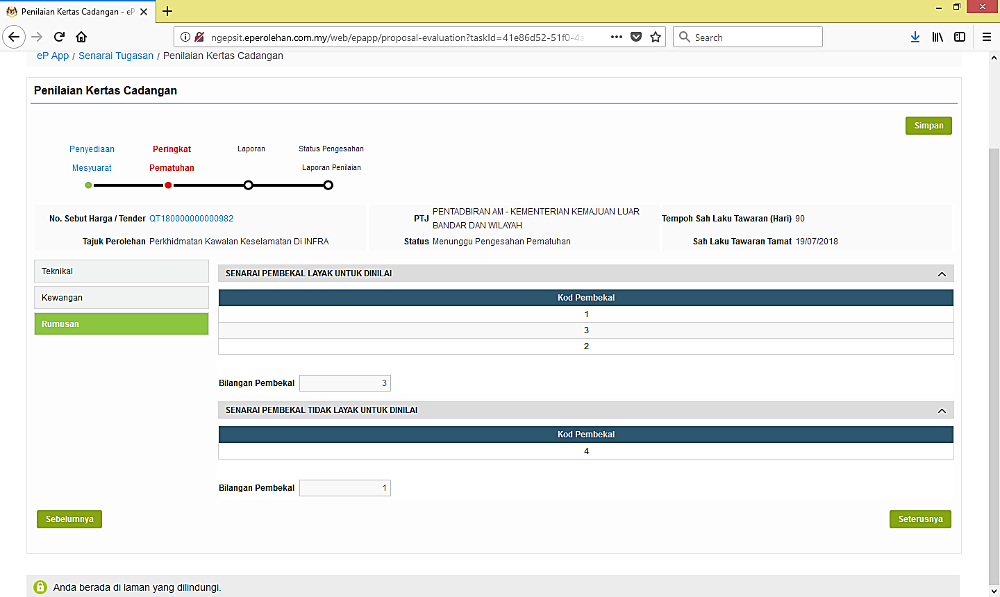 Penilaian Kertas Cadangan - eP
ngepsit.eperolehan.com.my/web/epapp/proposal-evaluation?taskId=41e86d52-51f0-4a
Search
eP App / Senarai Tugasan / Penilaian Kertas Cadangan
Penilaian Kertas Cadangan
Simpan
Penyediaan
Mesyuarat
Peringkat
Pematuhan
Laporan
Status Pengesahan
Laporan Penilaian
No. Sebut Harga / Tender QT180000000000982
PTJ PENTADBIRAN AM - KEMENTERIAN KEMAJUAN LUAR
BANDAR DAN WILAYAH
Tempoh Sah Laku Tawaran (Hari) 90
Tajuk Perolehan Perkhidmatan Kawalan Keselamatan Di INFRA
Status Menunggu Pengesahan Pematuhan
Sah Laku Tawaran Tamat 19/07/2018
Teknikal
Kewangan
Rumusan
SENARAI PEMBEKAL LAYAK UNTUK DINILAI
Kod Pembekal
1
3
2
Bilangan Pembekal 3
SENARAI PEMBEKAL TIDAK LAYAK UNTUK DINILAI
Kod Pembekal
4
Bilangan Pembekal 1
Sebelumnya
Seterusnya
Anda berada di laman yang dilindungi.